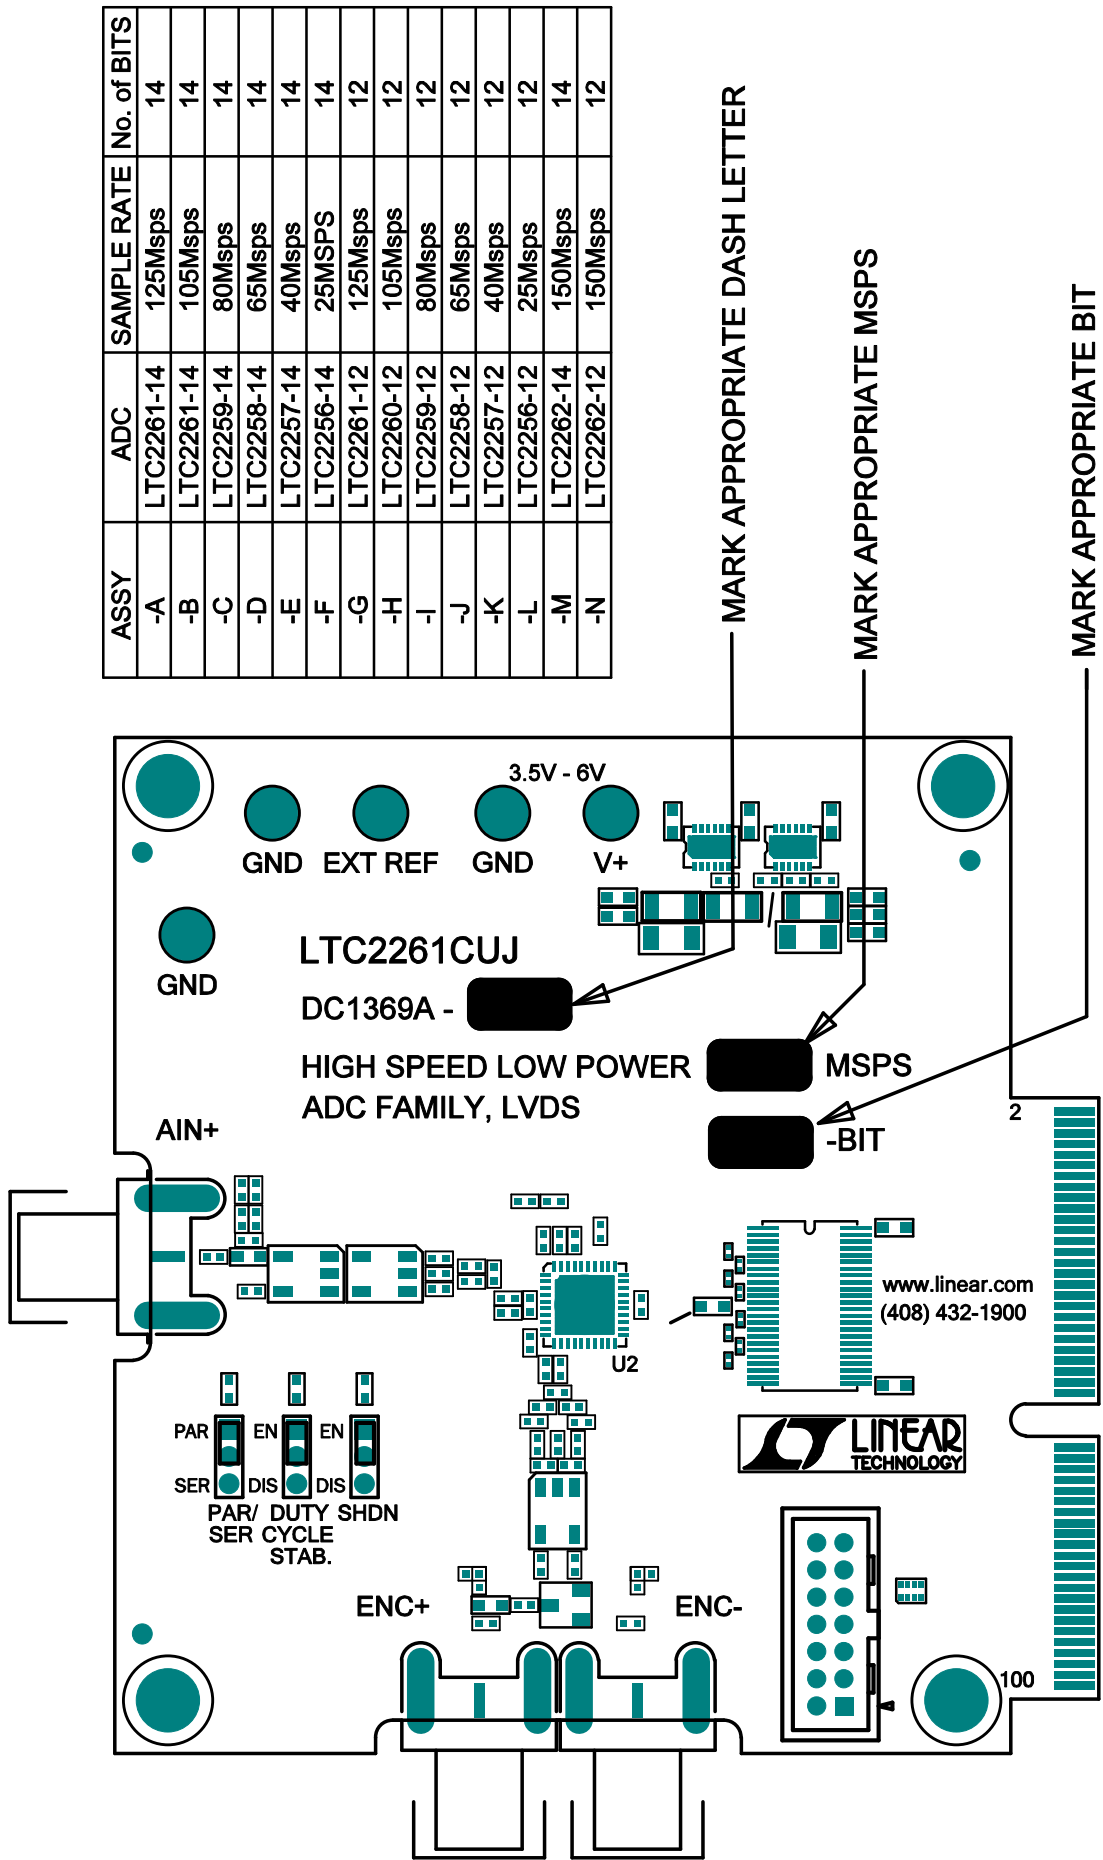 ASSY ADC SAMPLE RATE No. of BITS
-A LTC2261-14 125Msps 14
-B LTC2261-14 105Msps 14
-C LTC2259-14 80Msps 14
-D LTC2258-14 65Msps 14
-E LTC2257-14 40Msps 14
-F LTC2256-14 25MSPS 14
-G LTC2261-12 125Msps 12
-H LTC2260-12 105Msps 12
-I LTC2259-12 80Msps 12
-J LTC2258-12 65Msps 12
-K LTC2257-12 40Msps 12
-L LTC2256-12 25Msps 12
-M LTC2262-14 150Msps 14
-N LTC2262-12 150Msps 12
MARK APPROPRIATE DASH LETTER
MARK APPROPRIATE MSPS
MARK APPROPRIATE BIT
3.5V - 6V
GND EXT REF GND V+
GND
LTC2261CUJ
DC1369A -
HIGH SPEED LOW POWER
ADC FAMILY, LVDS
MSPS
-BIT
2
AIN+
www.linear.com
(408) 432-1900
U2
PAR EN EN
SER DIS DIS
PAR/ DUTY SHDN
SER CYCLE
STAB.
LINEAR
TECHNOLOGY
ENC+ ENC-
100